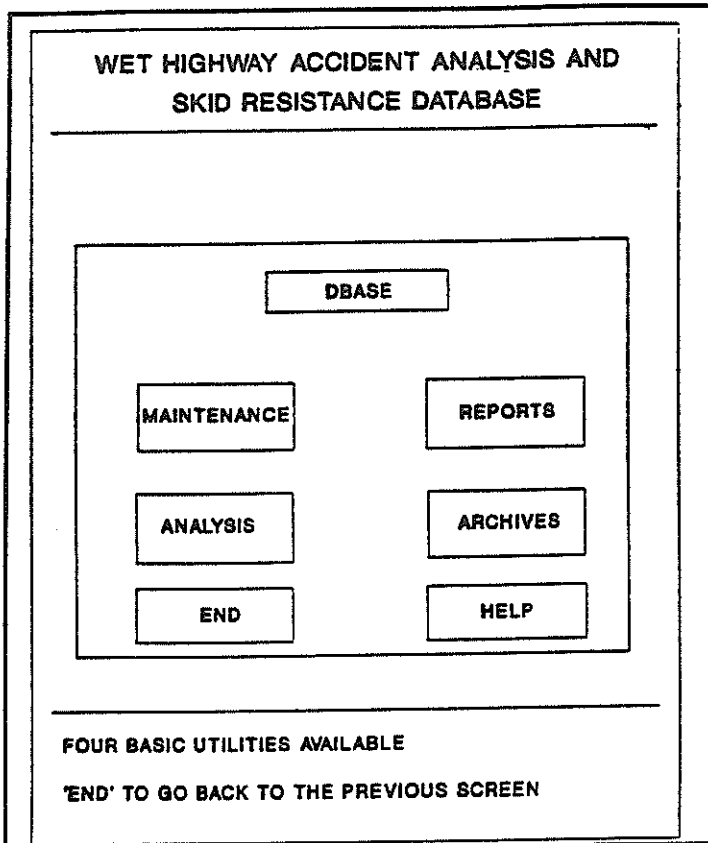 WET HIGHWAY ACCIDENT ANALYSIS AND
SKID RESISTANCE DATABASE
DBASE
MAINTENANCE
REPORTS
ANALYSIS
ARCHIVES
END
HELP
FOUR BASIC UTILITIES AVAILABLE
'END' TO GO BACK TO THE PREVIOUS SCREEN